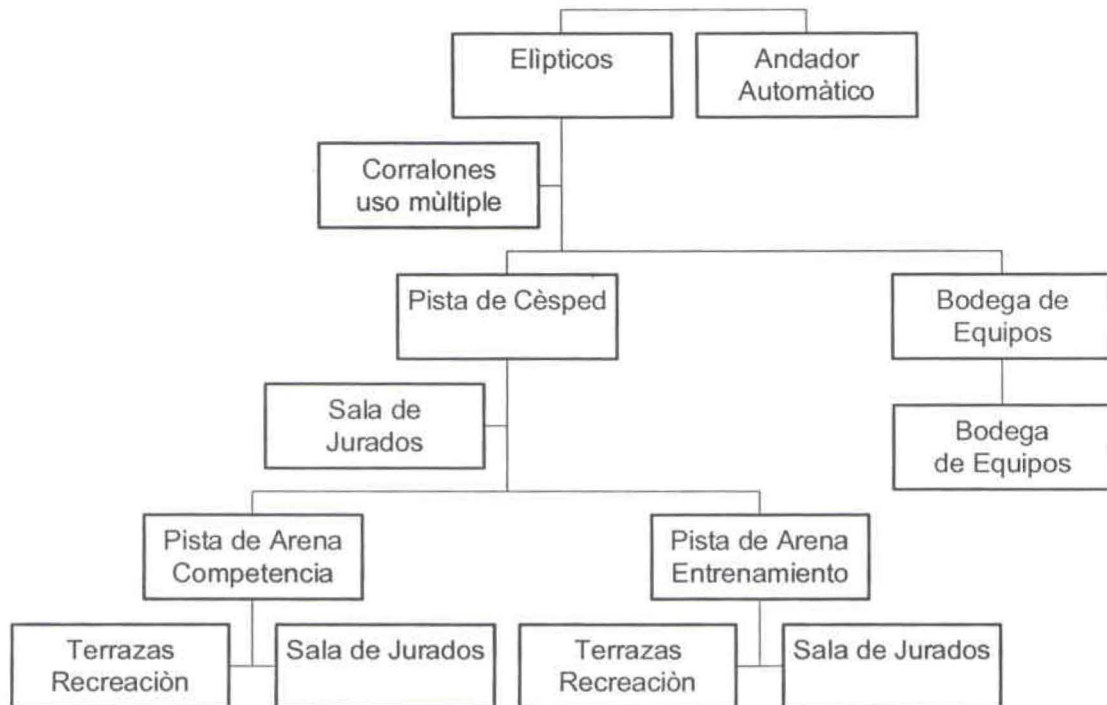 Elìpticos
Andador
Automàtico
Corralones
uso mùltiple
Pista de Cèsped
Bodega de
Equipos
Sala de
Jurados
Bodega
de Equipos
Pista de Arena
Competencia
Pista de Arena
Entrenamiento
Terrazas
Recreaciòn
Sala de Jurados
Terrazas
Recreaciòn
Sala de Jurados